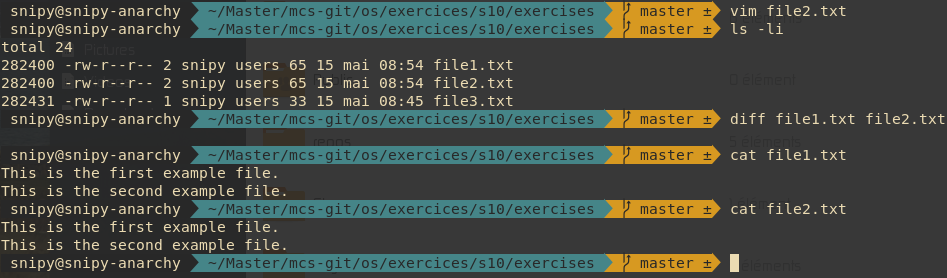 snipy@snipy-anarchy ~/Master/mcs-git/os/exercices/s10/exercises master ± vim file2.txt
snipy@snipy-anarchy ~/Master/mcs-git/os/exercices/s10/exercises master ± ls -li
total 24
282400 -rw-r--r-- 2 snipy users 65 15 mai 08:54 file1.txt
282400 -rw-r--r-- 2 snipy users 65 15 mai 08:54 file2.txt
282431 -rw-r--r-- 1 snipy users 33 15 mai 08:45 file3.txt
snipy@snipy-anarchy ~/Master/mcs-git/os/exercices/s10/exercises master ± diff file1.txt file2.txt
snipy@snipy-anarchy ~/Master/mcs-git/os/exercices/s10/exercises master ± cat file1.txt
This is the first example file.
This is the second example file.
snipy@snipy-anarchy ~/Master/mcs-git/os/exercices/s10/exercises master ± cat file2.txt
This is the first example file.
This is the second example file.
snipy@snipy-anarchy ~/Master/mcs-git/os/exercices/s10/exercises master ±
Pictures
0 élément
5 éléments
éléments